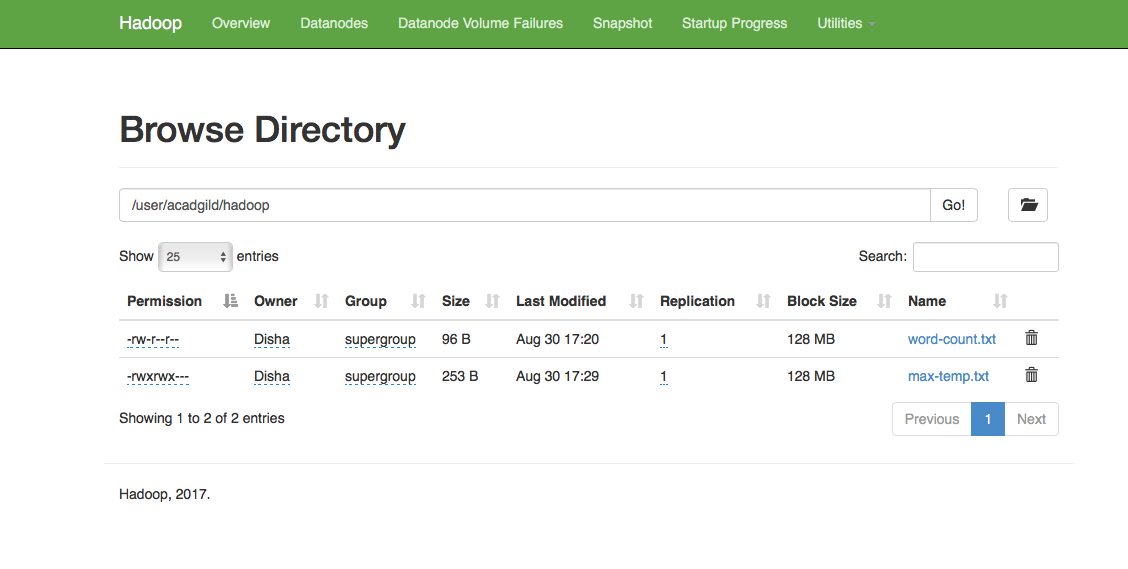 Hadoop Overview Datanodes Datanode Volume Failures Snapshot Startup Progress Utilities
Browse Directory
/user/acadgild/hadoop Go!
Show 25 entries Search:
Permission Owner Group Size Last Modified Replication Block Size Name
-rw-r--r-- Disha supergroup 96 B Aug 30 17:20 1 128 MB word-count.txt
-rwxrwx--- Disha supergroup 253 B Aug 30 17:29 1 128 MB max-temp.txt
Showing 1 to 2 of 2 entries Previous 1 Next
Hadoop, 2017.